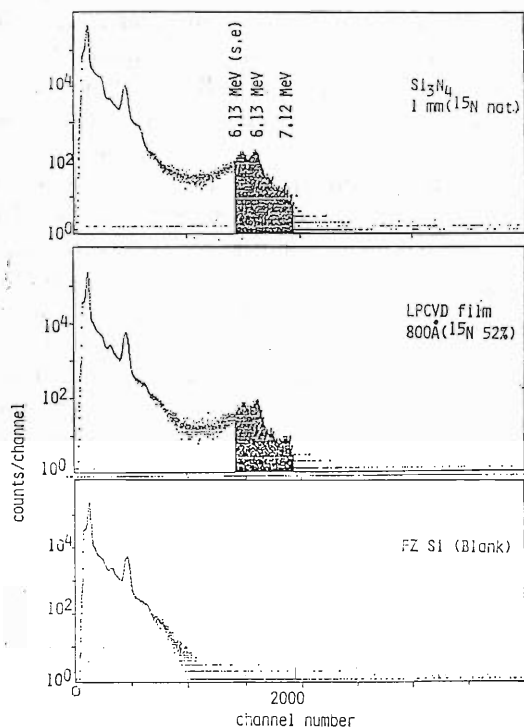 10⁴
10²
10⁰
6.13 MeV (s,e)
6.13 MeV
7.12 MeV
Si₃N₄
1 mm(¹⁵N nat.)
10⁴
10²
10⁰
LPCVD film
800Å(¹⁵N 52%)
counts/channel
10⁴
10²
10⁰
FZ Si (Blank)
0
2000
channel number